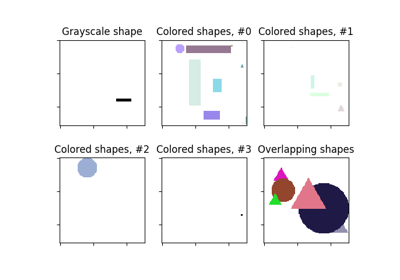 Grayscale shape
Colored shapes, #0
Colored shapes, #1
Colored shapes, #2
Colored shapes, #3
Overlapping shapes